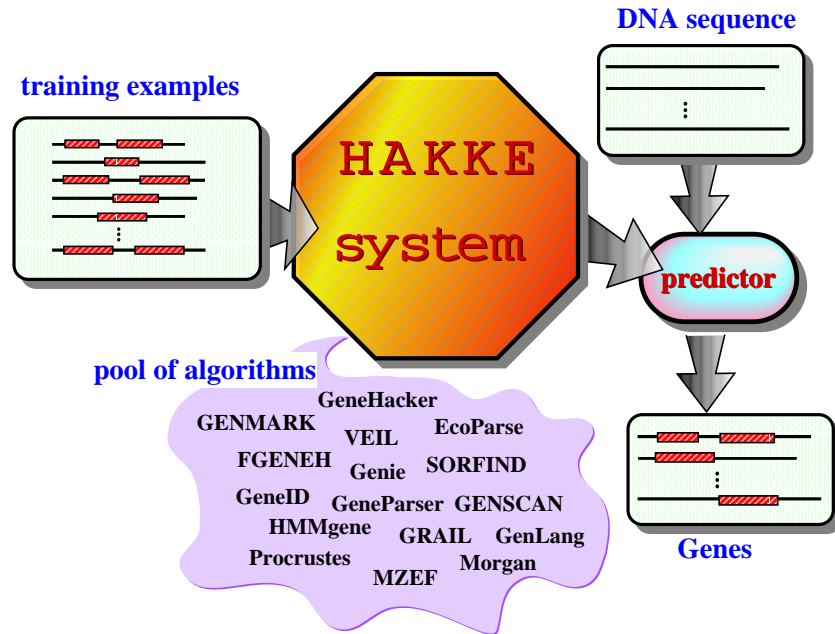 DNA sequence
training examples
HAKKE
system
predictor
pool of algorithms
GeneHacker
GENMARK
EcoParse
VEIL
FGENEH
Genie
SORFIND
GeneID
GeneParser
GENSCAN
HMMgene
GRAIL
GenLang
Procrustes
Morgan
MZEF
Genes